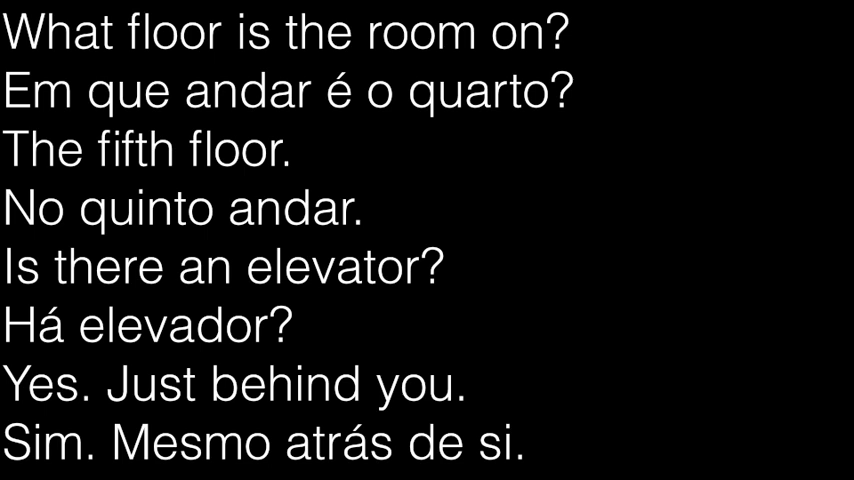 What floor is the room on?
Em que andar é o quarto?
The fifth floor.
No quinto andar.
Is there an elevator?
Há elevador?
Yes. Just behind you.
Sim. Mesmo atrás de si.